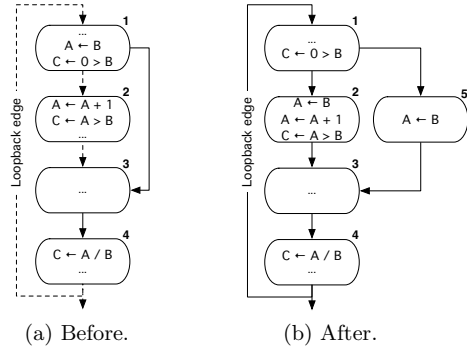 Loopback edge
1
...
A ← B
C ← 0 > B
2
A ← A + 1
C ← A > B
...
3
...
4
C ← A / B
...
(a) Before.
Loopback edge
1
...
C ← 0 > B
2
A ← B
A ← A + 1
C ← A > B
5
A ← B
3
...
4
C ← A / B
...
(b) After.